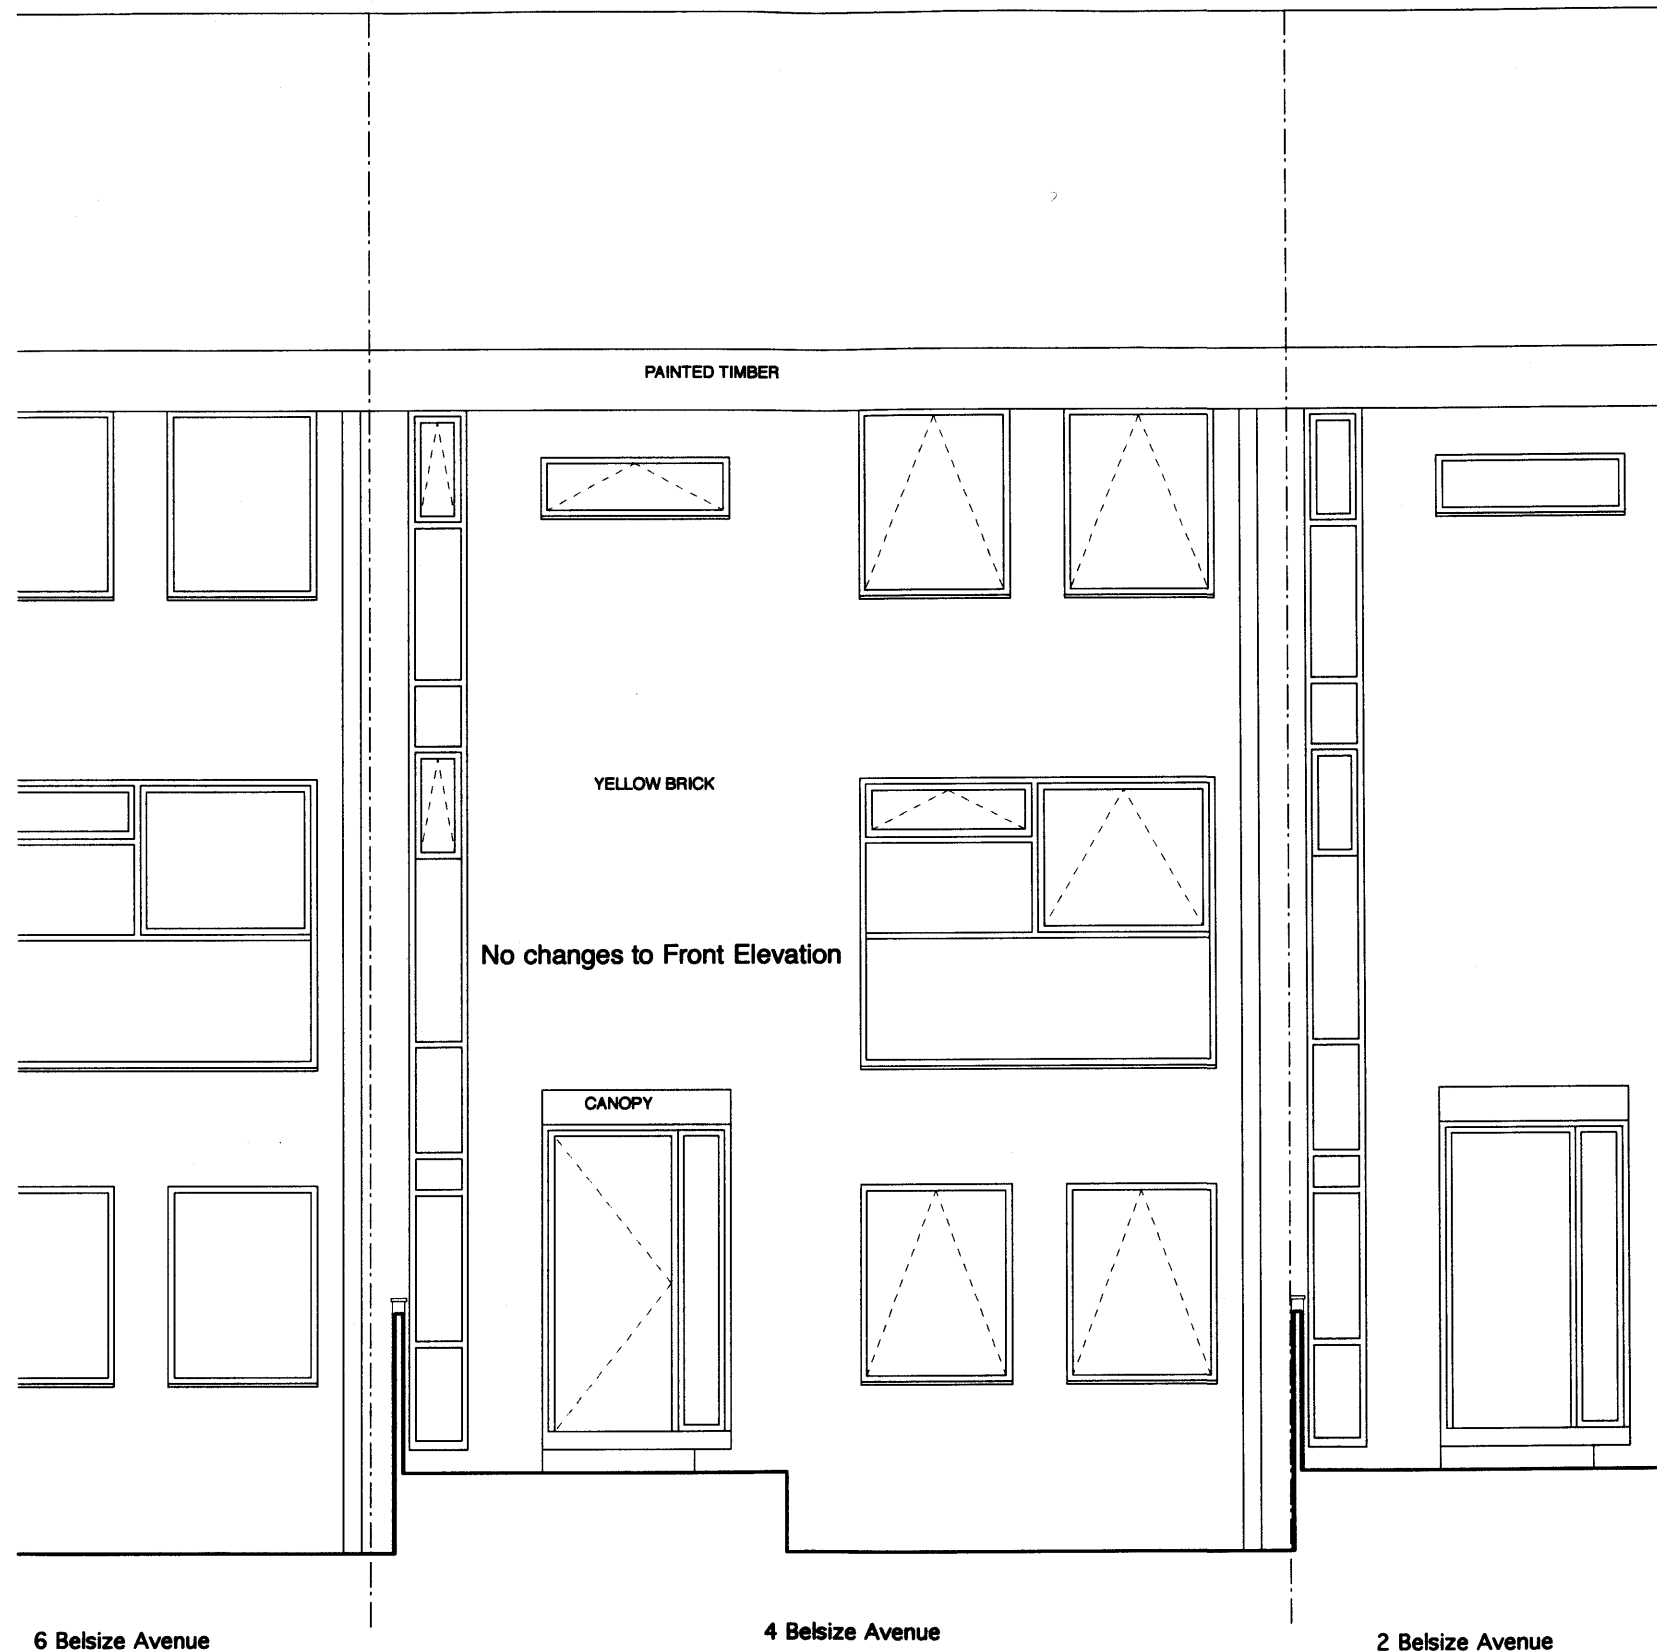 PAINTED TIMBER
YELLOW BRICK
No changes to Front Elevation
CANOPY
6 Belsize Avenue
4 Belsize Avenue
2 Belsize Avenue